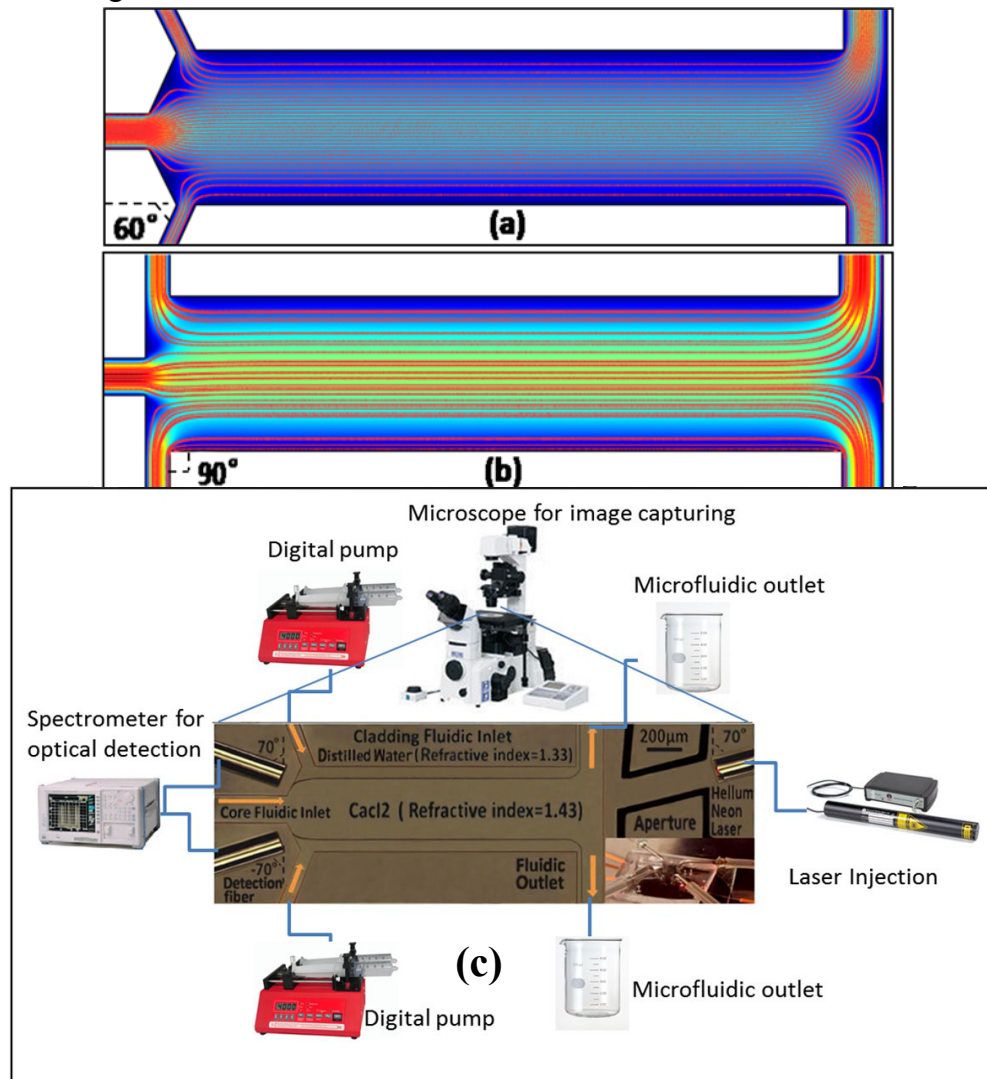 60°
(a)
90°
(b)
Microscope for image capturing
Digital pump
Microfluidic outlet
Spectrometer for
optical detection
70°
Cladding Fluidic Inlet
Distilled Water (Refractive index=1.33)
200μm
70°
Core Fluidic Inlet
Cacl2 ( Refractive index=1.43)
Aperture
Hellum
Neon
Laser
-70°
Detection
fiber
Fluidic
Outlet
Laser Injection
(c)
Digital pump
Microfluidic outlet